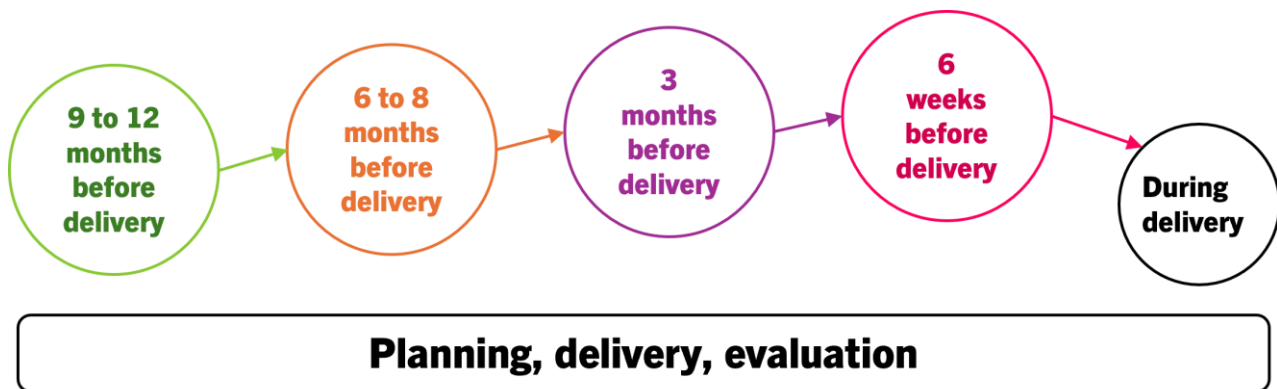 9 to 12
months
before
delivery
6 to 8
months
before
delivery
3
months
before
delivery
6
weeks
before
delivery
During
delivery
Planning, delivery, evaluation